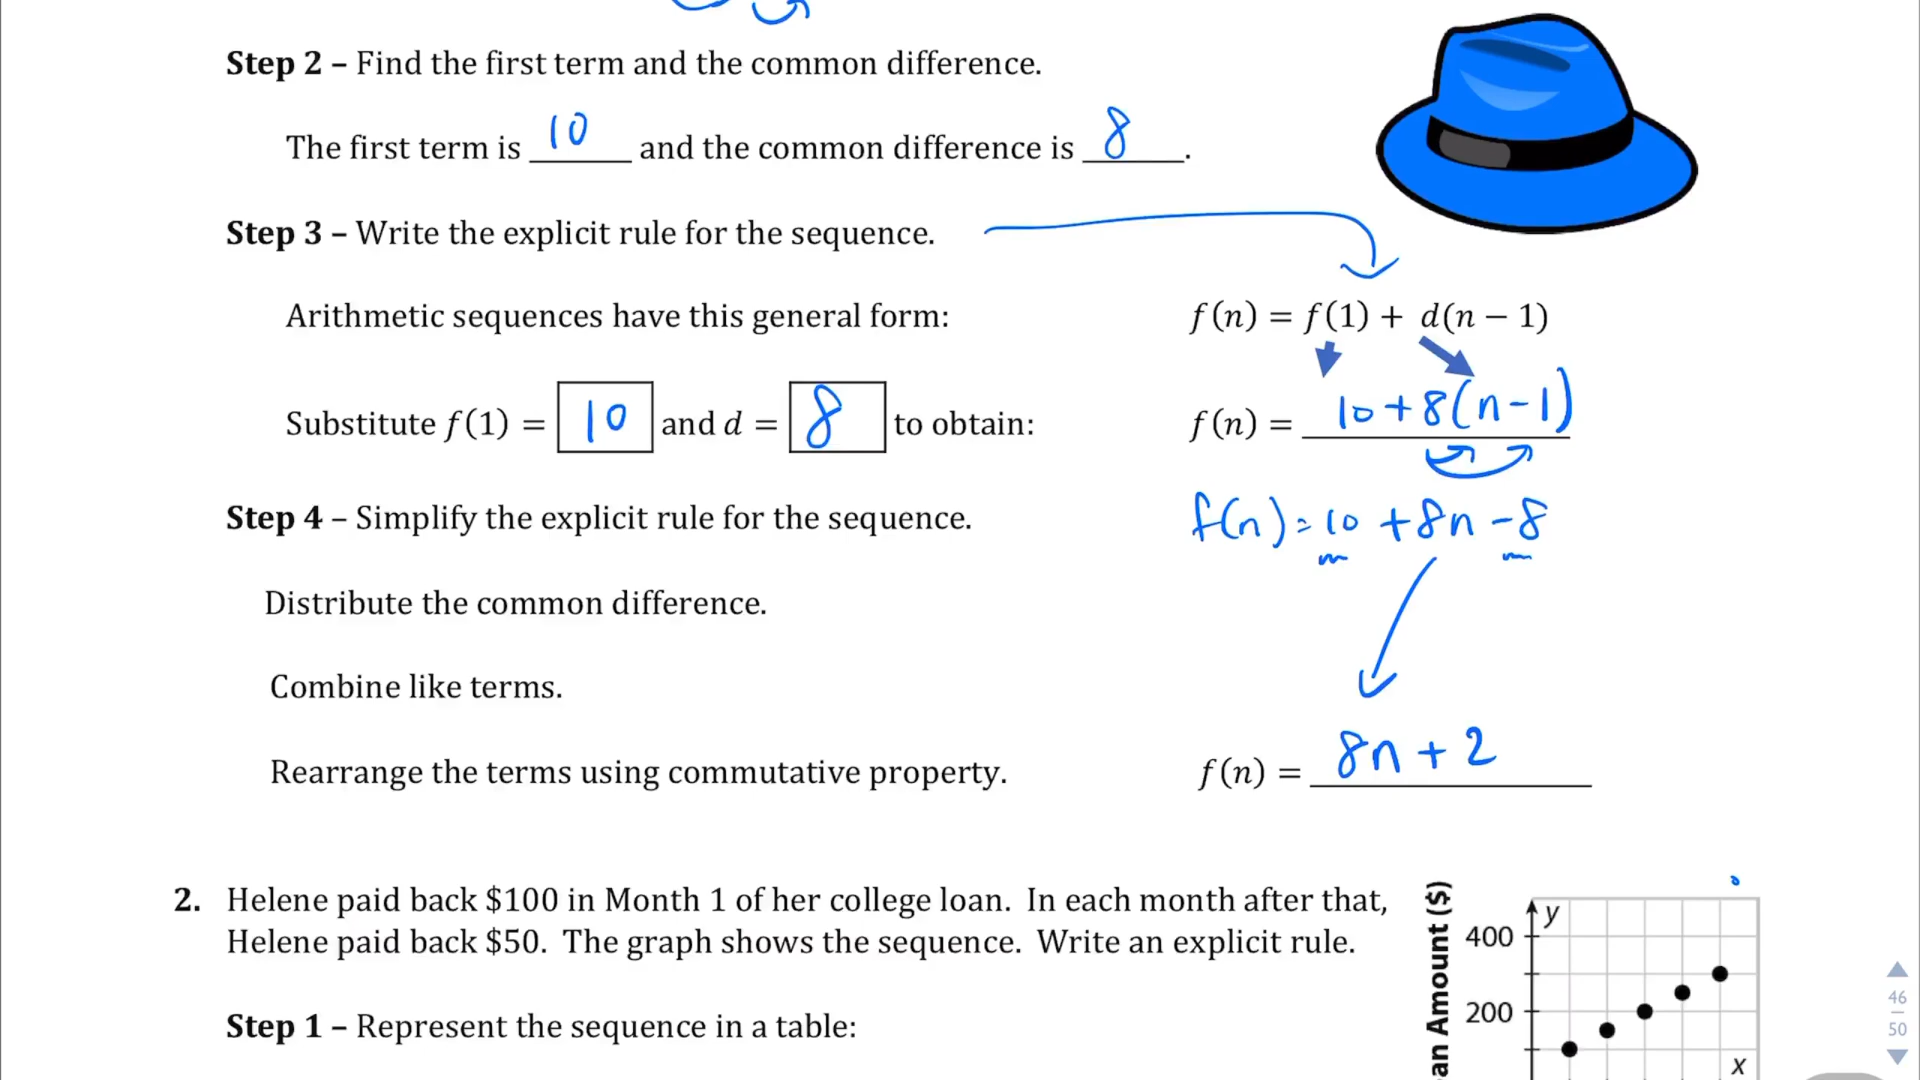 Step 2 – Find the first term and the common difference.
The first term is 10 and the common difference is 8.
Step 3 – Write the explicit rule for the sequence.
Arithmetic sequences have this general form: f(n) = f(1) + d(n − 1)
Substitute f(1) = 10 and d = 8 to obtain: f(n) = 10+8(n-1)
Step 4 – Simplify the explicit rule for the sequence. f(n)=10 +8n -8
Distribute the common difference.
Combine like terms.
Rearrange the terms using commutative property. f(n) = 8n + 2
2. Helene paid back $100 in Month 1 of her college loan. In each month after that,
Helene paid back $50. The graph shows the sequence. Write an explicit rule.
Step 1 – Represent the sequence in a table:
an Amount ($)
y
400
200
x
46
50